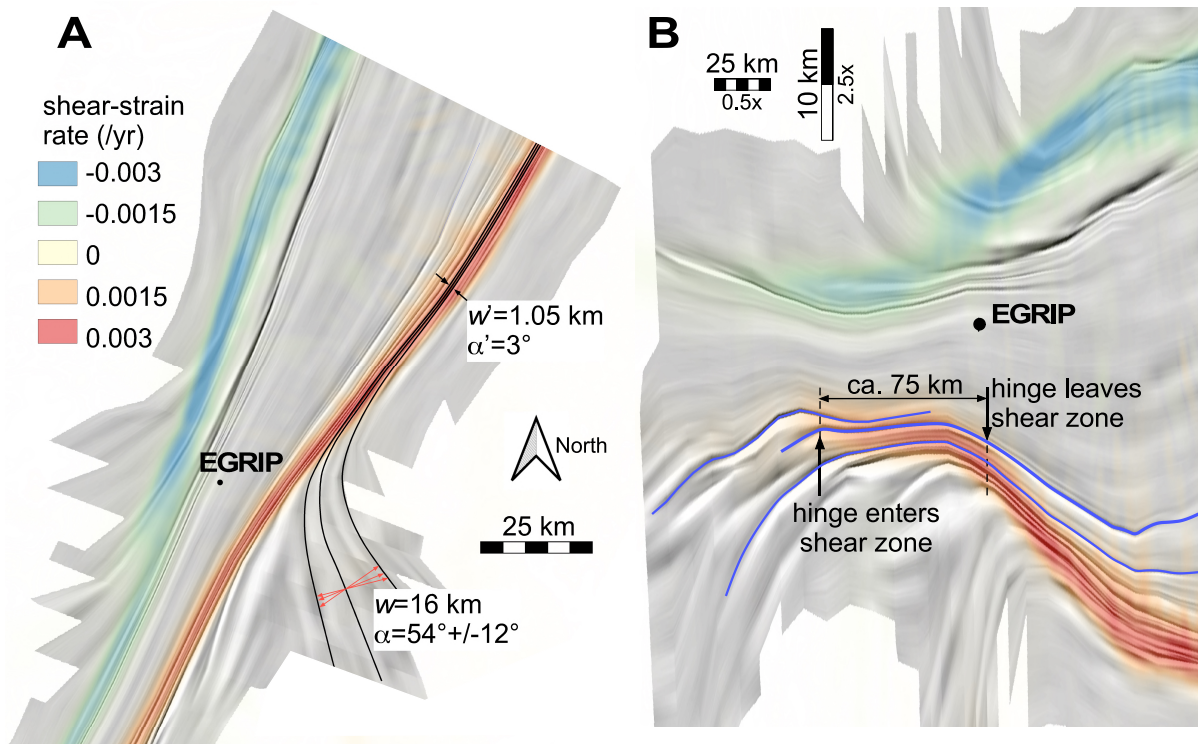 A
shear-strain
rate (/yr)
-0.003
-0.0015
0
0.0015
0.003
EGRIP
w'=1.05 km
α'=3°
North
25 km
w=16 km
α=54°+/-12°
B
25 km
0.5x
10 km
2.5x
EGRIP
ca. 75 km
hinge leaves
shear zone
hinge enters
shear zone